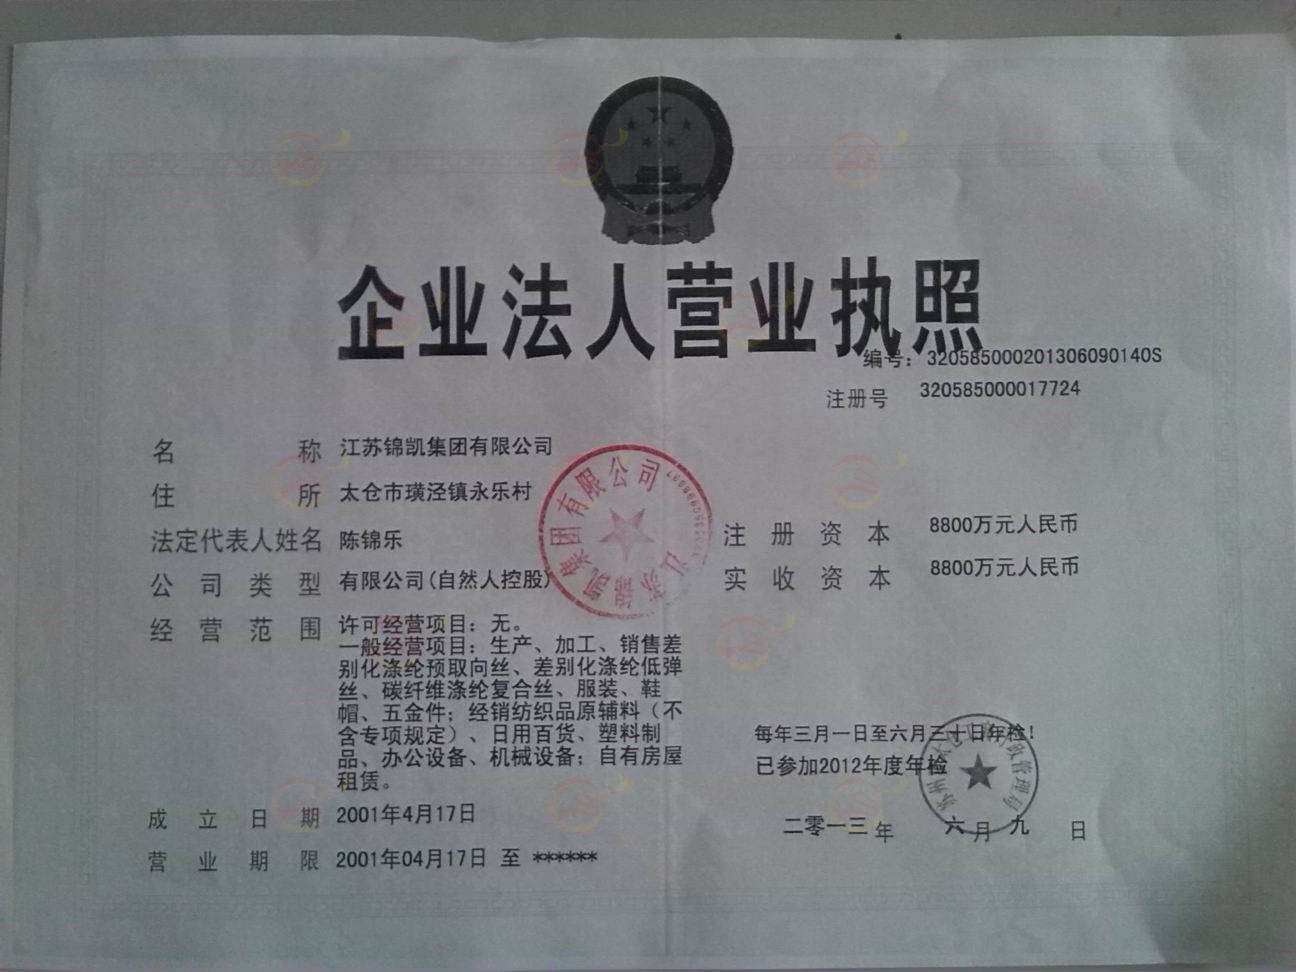 企业法人营业执照
编号：320585000201306090140S
注册号 320585000017724
名 称 江苏锦凯集团有限公司
住 所 太仓市璜泾镇永乐村
法定代表人姓名 陈锦乐
注册资本 8800万元人民币
公司类型 有限公司(自然人控股)
实收资本 8800万元人民币
经营范围 许可经营项目：无。
一般经营项目：生产、加工、销售差
别化涤纶预取向丝、差别化涤纶低弹
丝、碳纤维涤纶复合丝、服装、鞋
帽、五金件；经销纺织品原辅料（不
含专项规定）、日用百货、塑料制
品、办公设备、机械设备；自有房屋
租赁。
每年三月一日至六月三十日年检！
已参加2012年度年检
成立日期 2001年4月17日
二零一三年 六月九 日
营业期限 2001年04月17日 至 ******
江苏锦凯集团有限公司